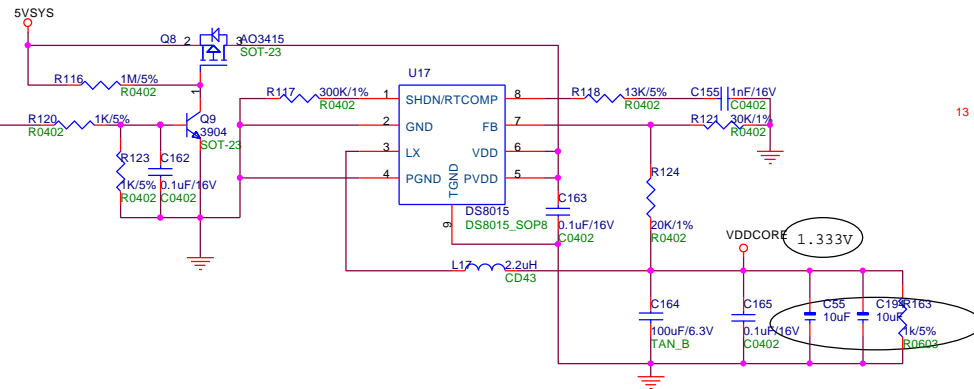 5VSYS
Q8 2 3 AO3415
SOT-23
R116 1M/5%
R0402
1
R120 1K/5%
R0402
Q9
3904
SOT-23
R123
1K/5%
R0402
C162
0.1uF/16V
C0402
R117 300K/1%
R0402
U17
1 SHDN/RTCOMP 8
2 GND FB 7
3 LX VDD 6
4 PGND PVDD 5
TGND
9
DS8015
DS8015_SOP8
R118 13K/5%
R0402
C155 1nF/16V
C0402
R121 30K/1%
R0402
13
C163
0.1uF/16V
C0402
R124
20K/1%
R0402
VDDCORE 1.333V
L17 2.2uH
CD43
C164
100uF/6.3V
TAN_B
C165
0.1uF/16V
C0402
C55
10uF
C194
10uF
R163
1k/5%
R0603